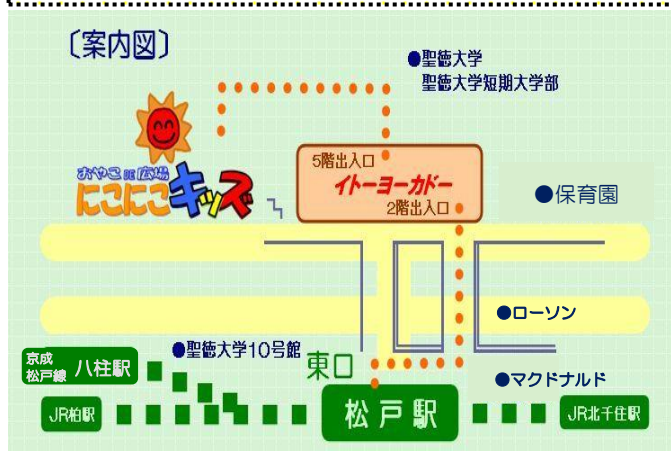 〔案内図〕
●聖徳大学
聖徳大学短期大学部
おやこDE広場
にこにこキッズ
5階出入口
イトーヨーカドー
2階出入口
●保育園
●ローソン
●聖徳大学10号館
東口
●マクドナルド
京成
松戸線 八柱駅
JR柏駅
松戸駅
JR北千住駅